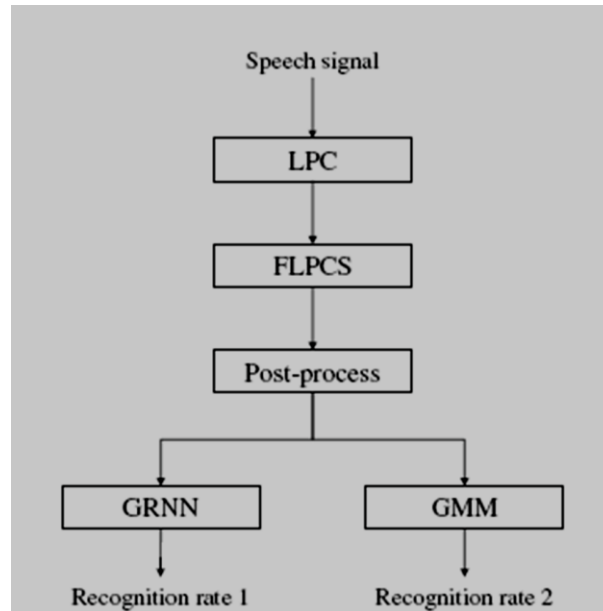 Speech signal
LPC
FLPCS
Post-process
GRNN
GMM
Recognition rate 1
Recognition rate 2